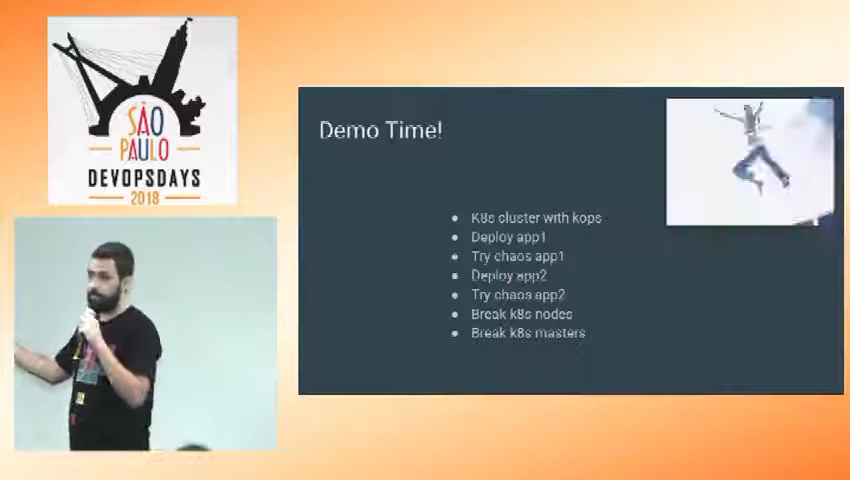 SÃO
PAULO
DEVOPSDAYS
2018
Demo Time!
K8s cluster with kops
Deploy app1
Try chaos app1
Deploy app2
Try chaos app2
Break k8s nodes
Break k8s masters